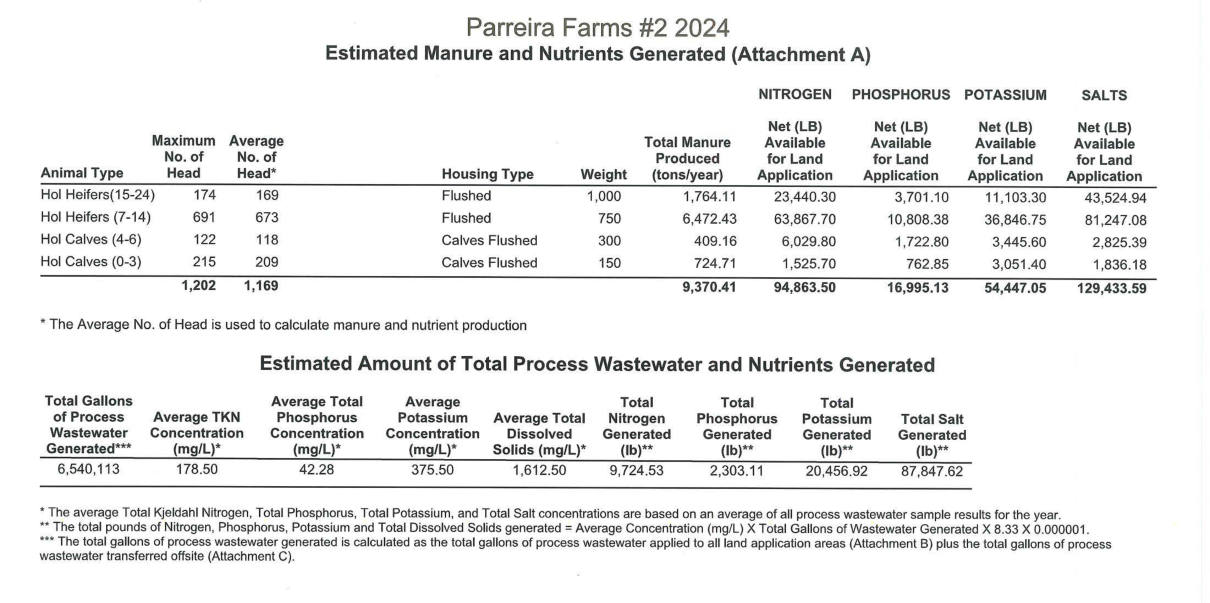 Parreira Farms #2 2024
Estimated Manure and Nutrients Generated (Attachment A)
NITROGEN PHOSPHORUS POTASSIUM SALTS
Animal Type Maximum No. of Head Average No. of Head* Housing Type Weight Total Manure Produced (tons/year) Net (LB) Available for Land Application Net (LB) Available for Land Application Net (LB) Available for Land Application Net (LB) Available for Land Application
Hol Heifers(15-24) 174 169 Flushed 1,000 1,764.11 23,440.30 3,701.10 11,103.30 43,524.94
Hol Heifers (7-14) 691 673 Flushed 750 6,472.43 63,867.70 10,808.38 36,846.75 81,247.08
Hol Calves (4-6) 122 118 Calves Flushed 300 409.16 6,029.80 1,722.80 3,445.60 2,825.39
Hol Calves (0-3) 215 209 Calves Flushed 150 724.71 1,525.70 762.85 3,051.40 1,836.18
1,202 1,169 9,370.41 94,863.50 16,995.13 54,447.05 129,433.59
* The Average No. of Head is used to calculate manure and nutrient production
Estimated Amount of Total Process Wastewater and Nutrients Generated
Total Gallons of Process Wastewater Generated*** Average TKN Concentration (mg/L)* Average Total Phosphorus Concentration (mg/L)* Average Potassium Concentration (mg/L)* Average Total Dissolved Solids (mg/L)* Total Nitrogen Generated (lb)** Total Phosphorus Generated (lb)** Total Potassium Generated (lb)** Total Salt Generated (lb)**
6,540,113 178.50 42.28 375.50 1,612.50 9,724.53 2,303.11 20,456.92 87,847.62
* The average Total Kjeldahl Nitrogen, Total Phosphorus, Total Potassium, and Total Salt concentrations are based on an average of all process wastewater sample results for the year.
** The total pounds of Nitrogen, Phosphorus, Potassium and Total Dissolved Solids generated = Average Concentration (mg/L) X Total Gallons of Wastewater Generated X 8.33 X 0.000001.
*** The total gallons of process wastewater generated is calculated as the total gallons of process wastewater applied to all land application areas (Attachment B) plus the total gallons of process
wastewater transferred offsite (Attachment C).